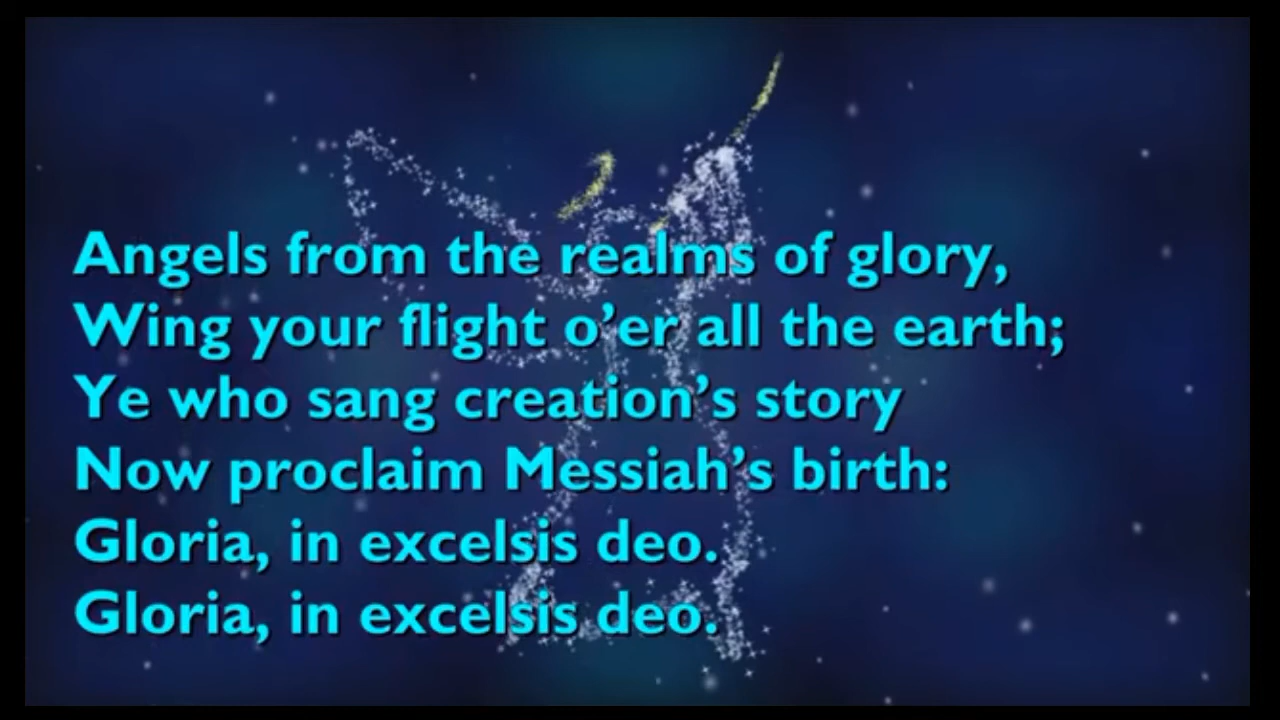 Angels from the realms of glory,
Wing your flight o’er all the earth;
Ye who sang creation’s story
Now proclaim Messiah’s birth:
Gloria, in excelsis deo.
Gloria, in excelsis deo.